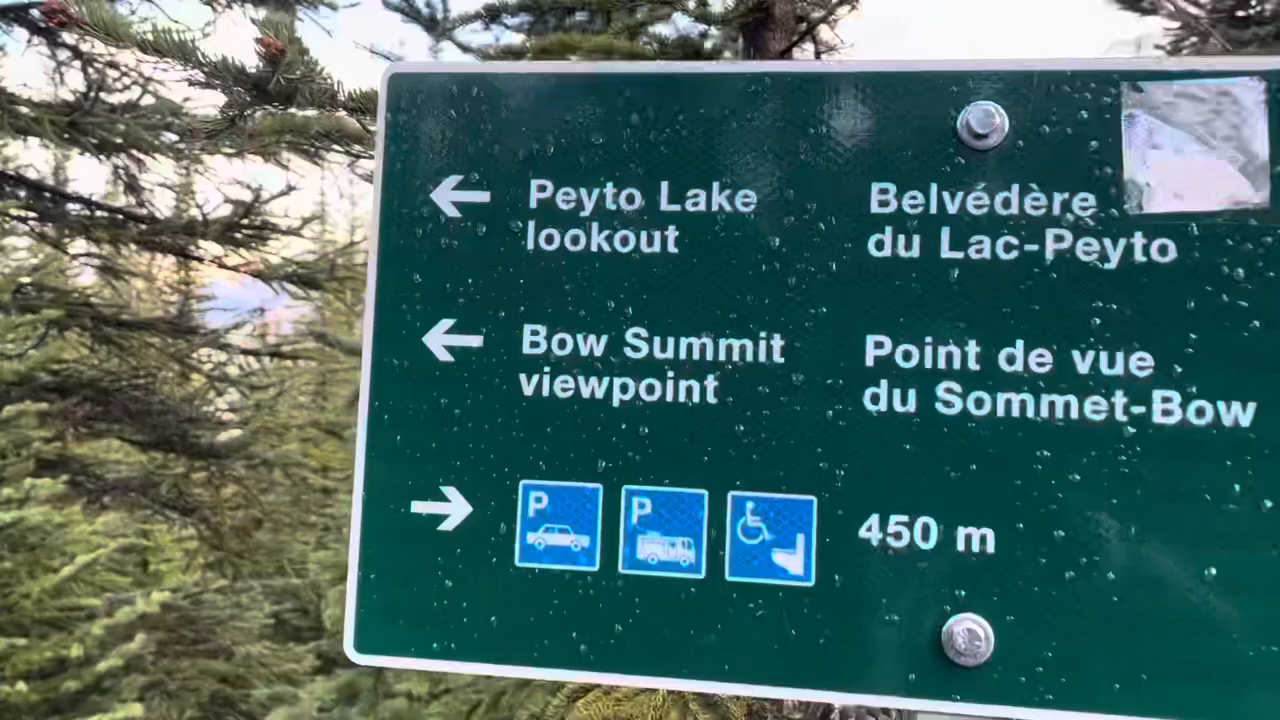 Peyto Lake
lookout
Belvédère
du Lac-Peyto
Bow Summit
viewpoint
Point de vue
du Sommet-Bow
P
P
450 m